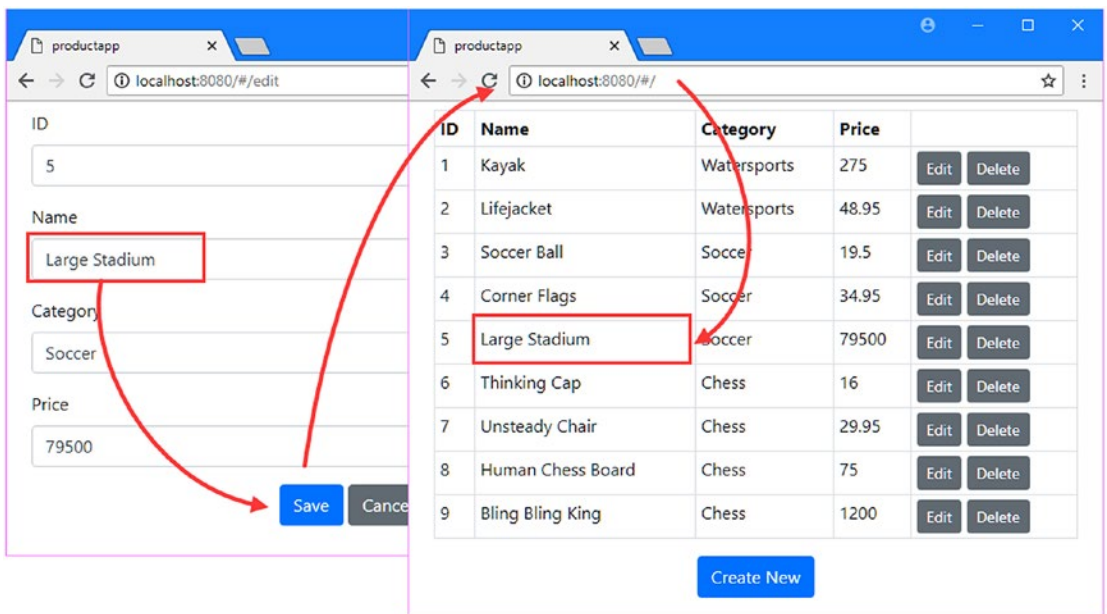 productapp
localhost:8080/#/edit
ID
5
Name
Large Stadium
Category
Soccer
Price
79500
Save Cance
productapp
localhost:8080/#/
ID Name Category Price
1 Kayak Watersports 275 Edit Delete
2 Lifejacket Watersports 48.95 Edit Delete
3 Soccer Ball Soccer 19.5 Edit Delete
4 Corner Flags Soccer 34.95 Edit Delete
5 Large Stadium Soccer 79500 Edit Delete
6 Thinking Cap Chess 16 Edit Delete
7 Unsteady Chair Chess 29.95 Edit Delete
8 Human Chess Board Chess 75 Edit Delete
9 Bling Bling King Chess 1200 Edit Delete
Create New